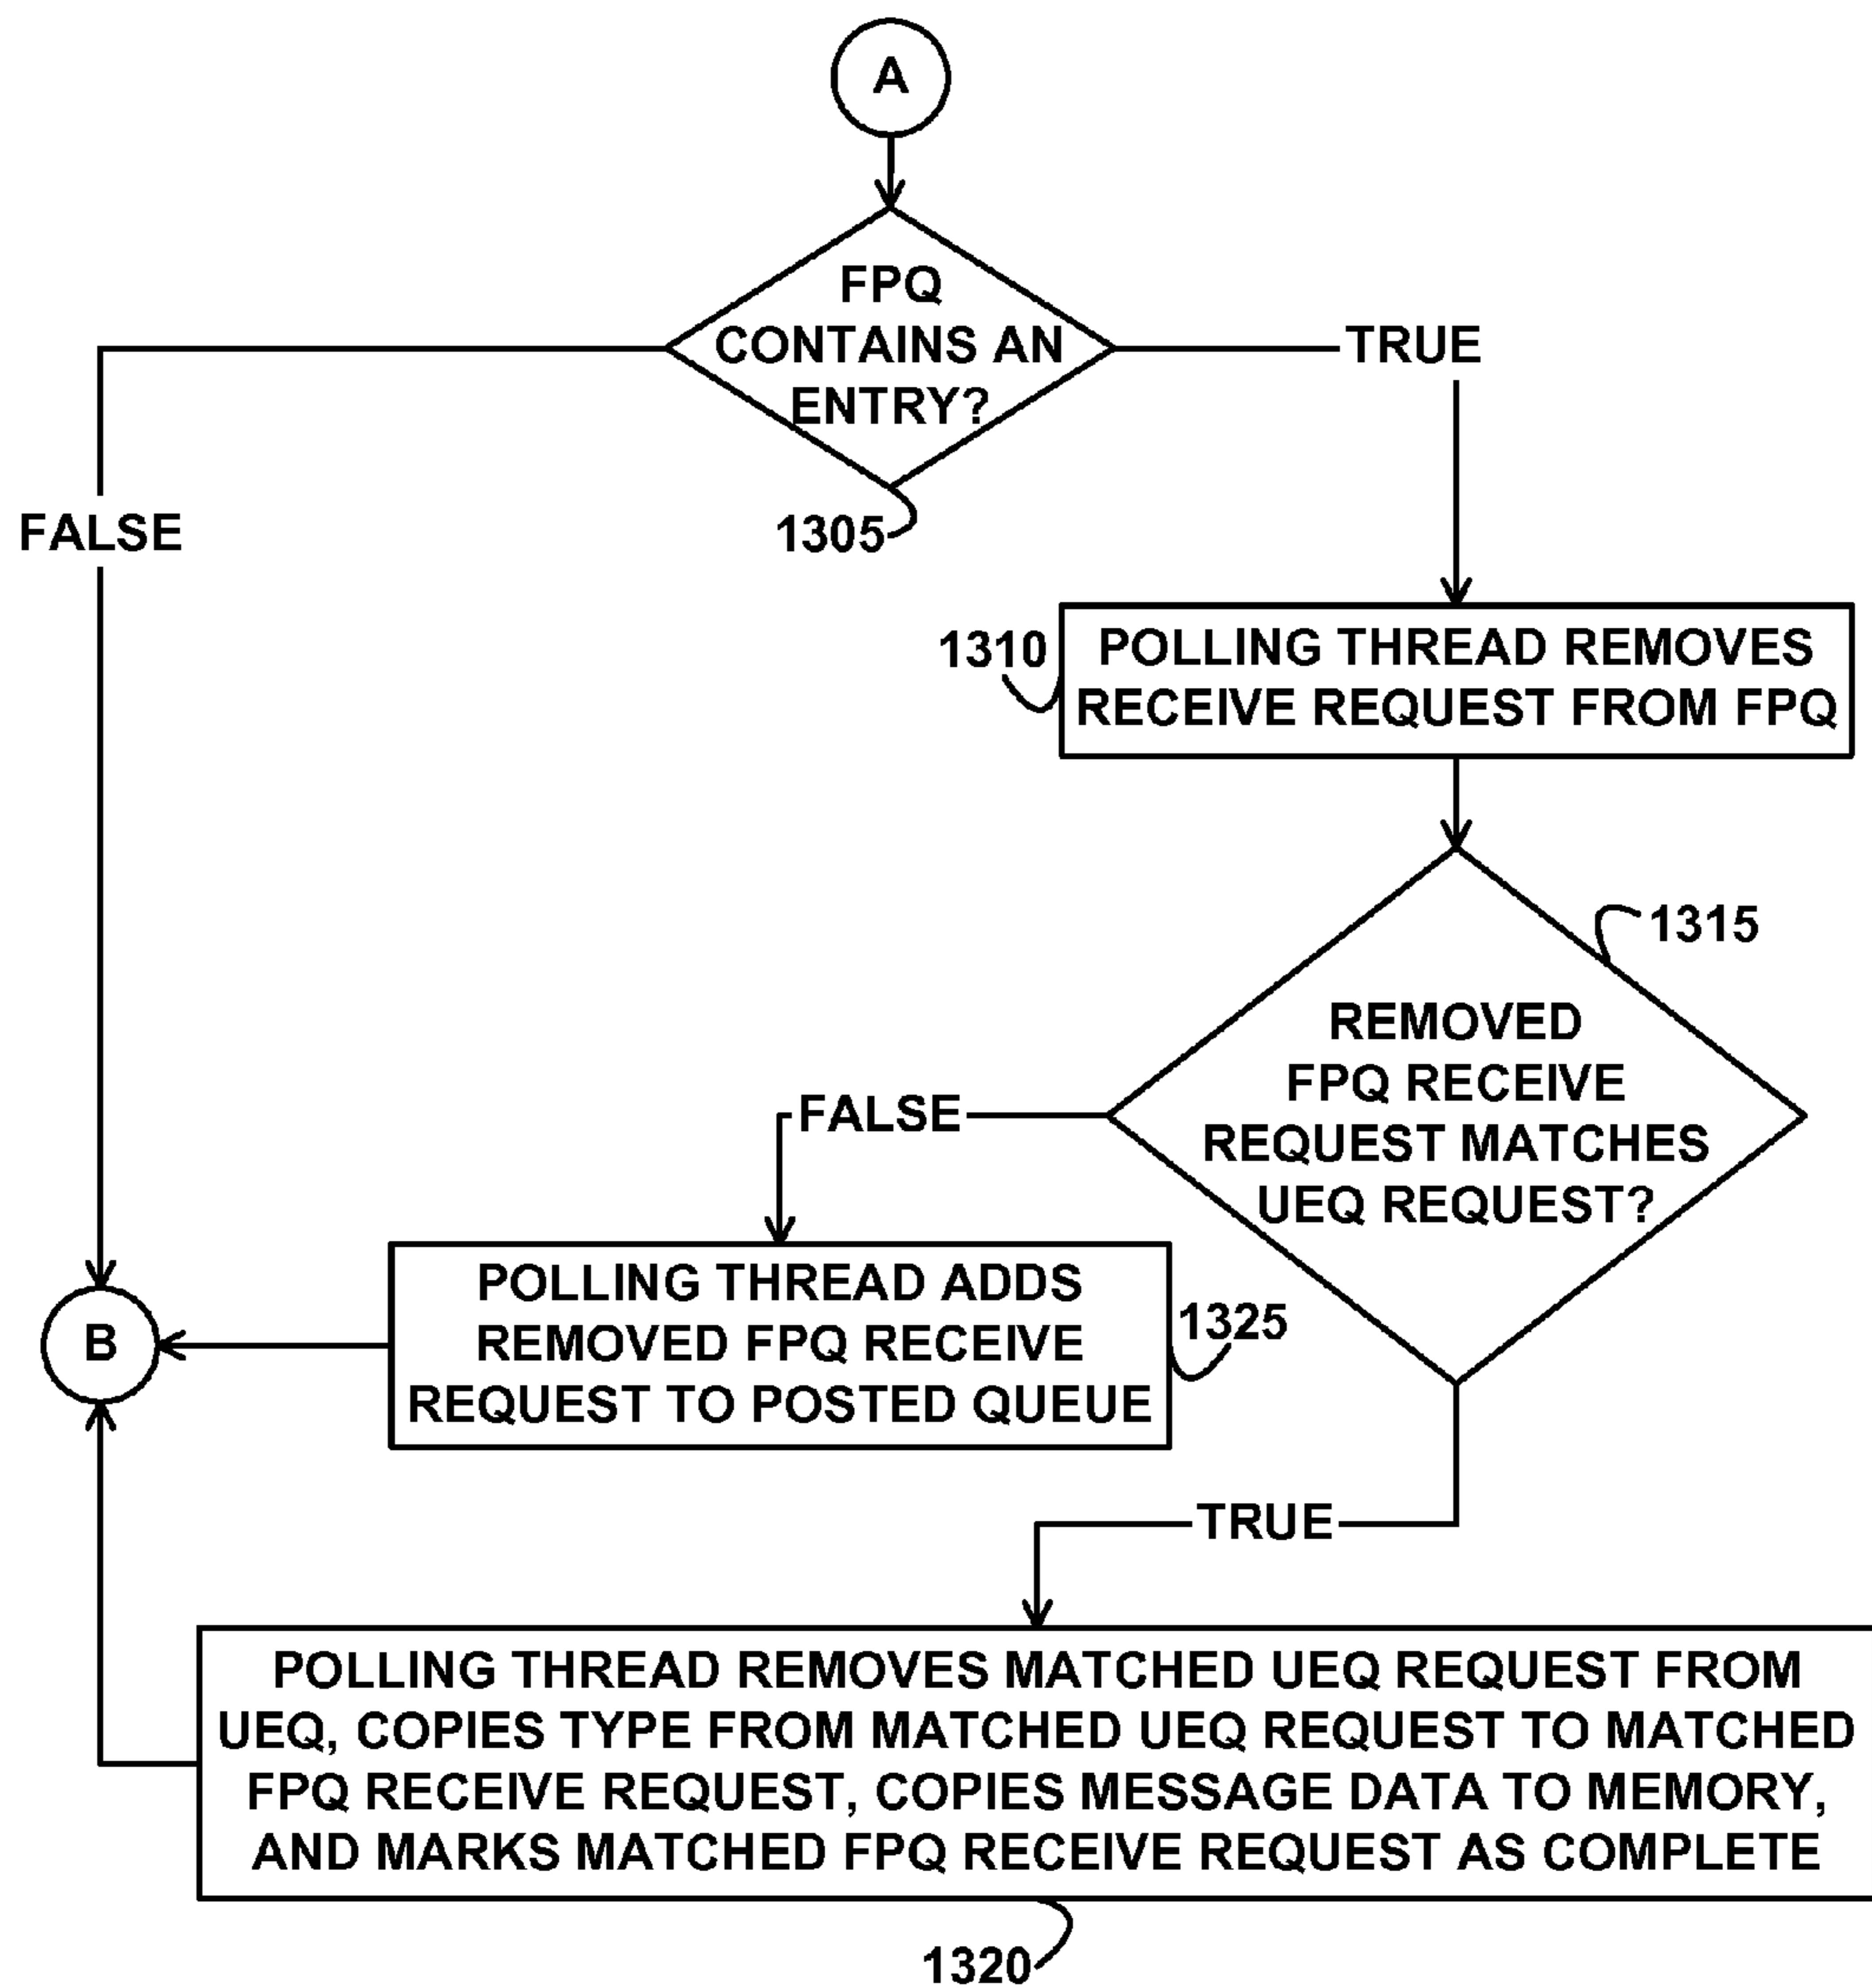 A
FPQ
CONTAINS AN
ENTRY?
TRUE
FALSE
1305
1310
POLLING THREAD REMOVES
RECEIVE REQUEST FROM FPQ
1315
REMOVED
FPQ RECEIVE
REQUEST MATCHES
UEQ REQUEST?
FALSE
POLLING THREAD ADDS
REMOVED FPQ RECEIVE
REQUEST TO POSTED QUEUE
1325
B
TRUE
POLLING THREAD REMOVES MATCHED UEQ REQUEST FROM
UEQ, COPIES TYPE FROM MATCHED UEQ REQUEST TO MATCHED
FPQ RECEIVE REQUEST, COPIES MESSAGE DATA TO MEMORY,
AND MARKS MATCHED FPQ RECEIVE REQUEST AS COMPLETE
1320